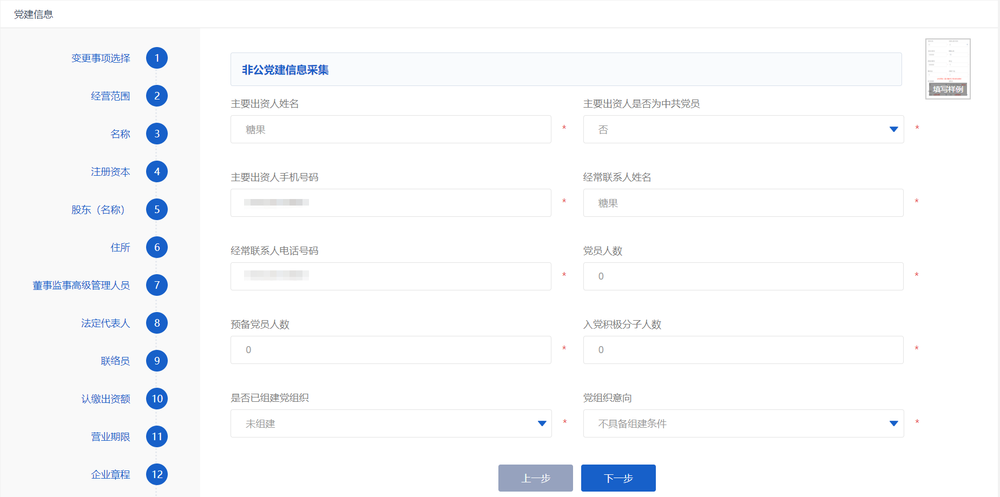 党建信息
变更事项选择 1
经营范围 2
名称 3
注册资本 4
股东（名称） 5
住所 6
董事监事高级管理人员 7
法定代表人 8
联络员 9
认缴出资额 10
营业期限 11
企业章程 12
非公党建信息采集
填写样例
主要出资人姓名
糖果 *
主要出资人是否为中共党员
否 *
主要出资人手机号码
*
经常联系人姓名
糖果 *
经常联系人电话号码
*
党员人数
0 *
预备党员人数
0 *
入党积极分子人数
0 *
是否已组建党组织
未组建 *
党组织意向
不具备组建条件 *
上一步
下一步